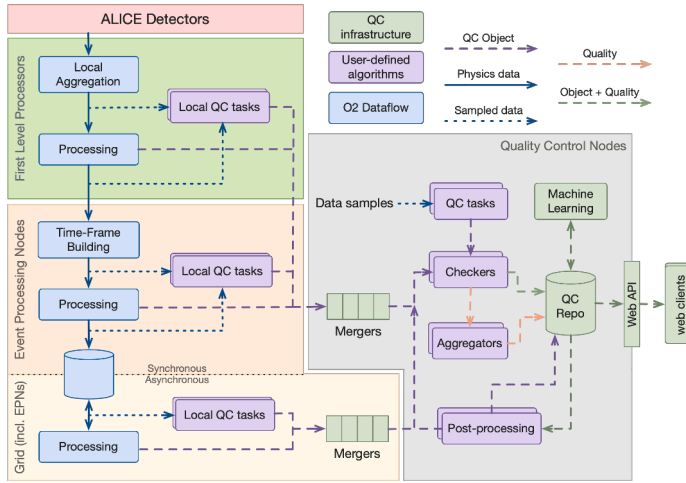 ALICE Detectors
First Level Processors
Local
Aggregation
Local QC tasks
Processing
Event Processing Nodes
Time-Frame
Building
Local QC tasks
Processing
Synchronous
Asynchronous
Grid (incl. EPNs)
Local QC tasks
Processing
Mergers
Mergers
QC
infrastructure
User-defined
algorithms
O2 Dataflow
QC Object
Physics data
Sampled data
Quality
Object + Quality
Quality Control Nodes
Data samples
QC tasks
Checkers
Aggregators
Post-processing
Machine
Learning
QC
Repo
Web API
web clients